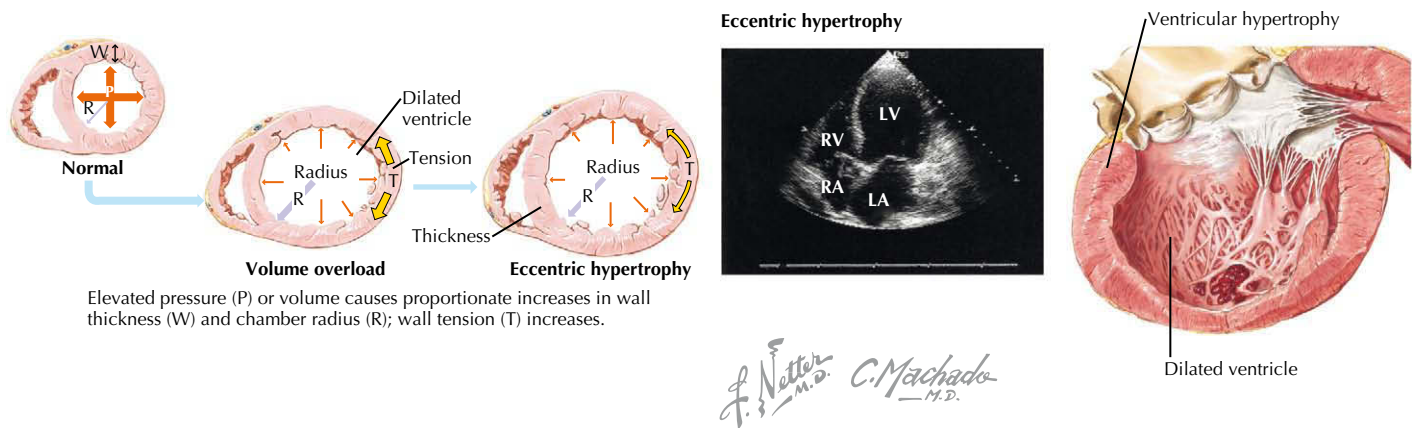 W
P
R
Normal
Dilated
ventricle
Tension
T
Radius
R
Volume overload
Radius
R
T
Thickness
Eccentric hypertrophy
Elevated pressure (P) or volume causes proportionate increases in wall
thickness (W) and chamber radius (R); wall tension (T) increases.
Eccentric hypertrophy
LV
RV
RA
LA
Ventricular hypertrophy
Dilated ventricle
f. Netter
M.D.
C. Machado
M.D.